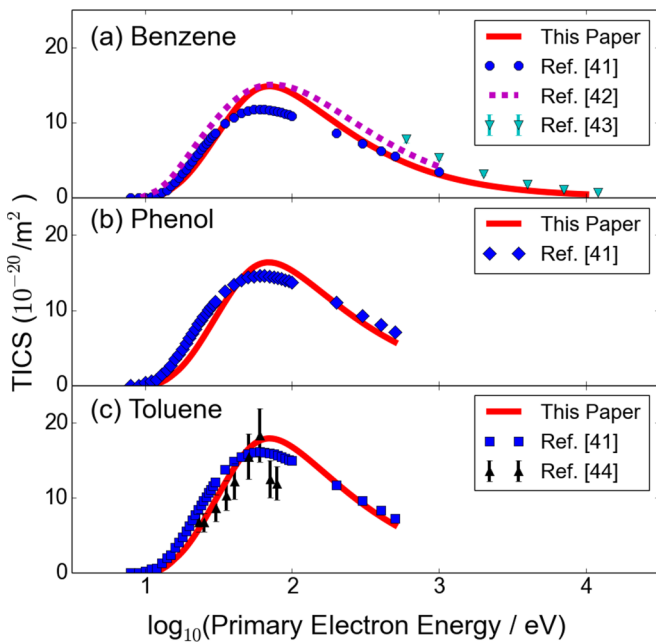 (a) Benzene
This Paper
Ref. [41]
Ref. [42]
Ref. [43]
20
10
0
(b) Phenol
This Paper
Ref. [41]
20
10
0
(c) Toluene
This Paper
Ref. [41]
Ref. [44]
20
10
0
TICS (10⁻²⁰/m²)
1 2 3 4
log₁₀(Primary Electron Energy / eV)